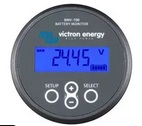 victron energy
BMV-700
BATTERY MONITOR
24.45 V
SETUP
SELECT
+
-